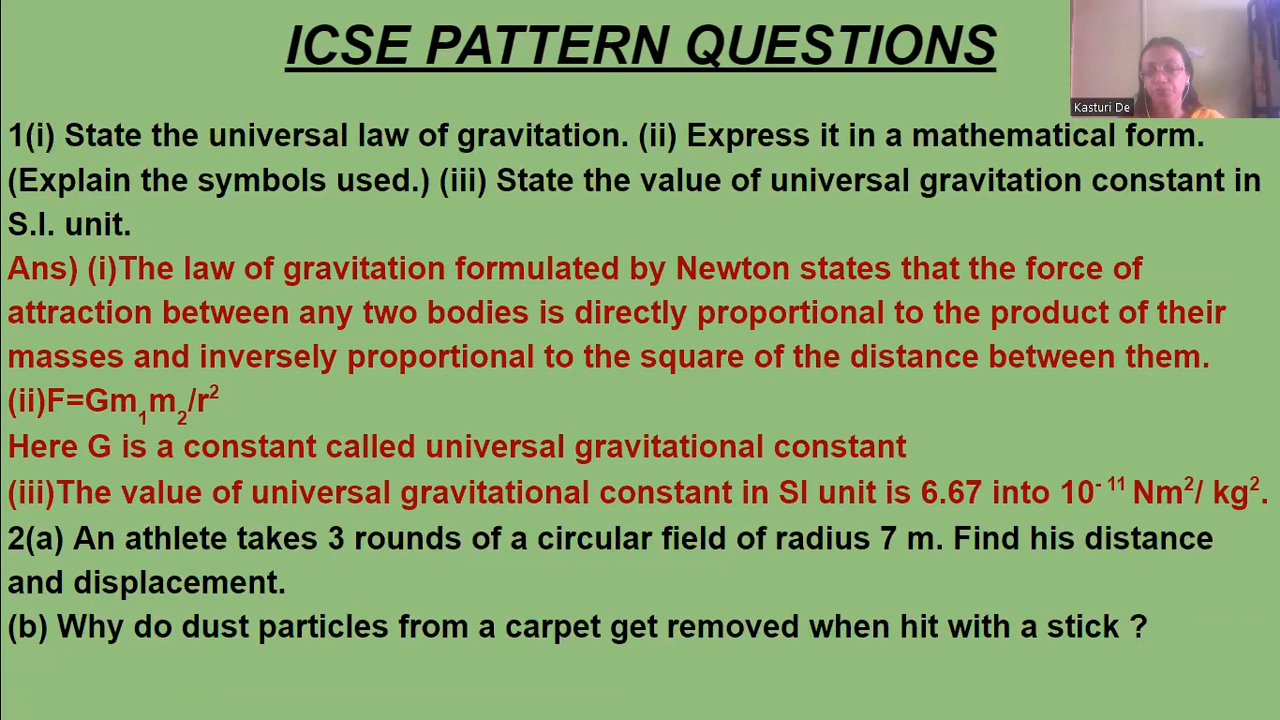 ICSE PATTERN QUESTIONS
Kasturi De
1(i) State the universal law of gravitation. (ii) Express it in a mathematical form.
(Explain the symbols used.) (iii) State the value of universal gravitation constant in
S.I. unit.
Ans) (i)The law of gravitation formulated by Newton states that the force of
attraction between any two bodies is directly proportional to the product of their
masses and inversely proportional to the square of the distance between them.
(ii)F=Gm₁m₂/r²
Here G is a constant called universal gravitational constant
(iii)The value of universal gravitational constant in SI unit is 6.67 into 10⁻ ¹¹ Nm²/ kg².
2(a) An athlete takes 3 rounds of a circular field of radius 7 m. Find his distance
and displacement.
(b) Why do dust particles from a carpet get removed when hit with a stick ?